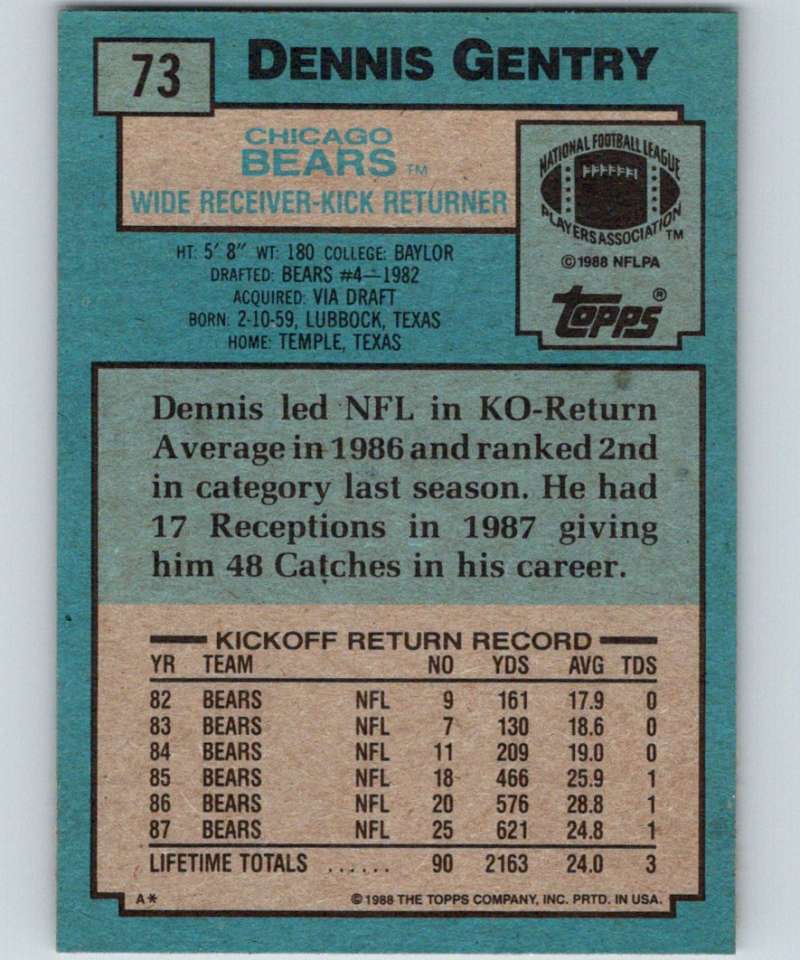 73
DENNIS GENTRY
CHICAGO
BEARS™
WIDE RECEIVER-KICK RETURNER
NATIONAL FOOTBALL LEAGUE
PLAYERS ASSOCIATION™
©1988 NFLPA
topps®
HT: 5' 8" WT: 180 COLLEGE: BAYLOR
DRAFTED: BEARS #4—1982
ACQUIRED: VIA DRAFT
BORN: 2-10-59, LUBBOCK, TEXAS
HOME: TEMPLE, TEXAS
Dennis led NFL in KO-Return
Average in 1986 and ranked 2nd
in category last season. He had
17 Receptions in 1987 giving
him 48 Catches in his career.
KICKOFF RETURN RECORD
YR TEAM NO YDS AVG TDS
82 BEARS NFL 9 161 17.9 0
83 BEARS NFL 7 130 18.6 0
84 BEARS NFL 11 209 19.0 0
85 BEARS NFL 18 466 25.9 1
86 BEARS NFL 20 576 28.8 1
87 BEARS NFL 25 621 24.8 1
LIFETIME TOTALS ...... 90 2163 24.0 3
A* ©1988 THE TOPPS COMPANY, INC. PRTD. IN USA.